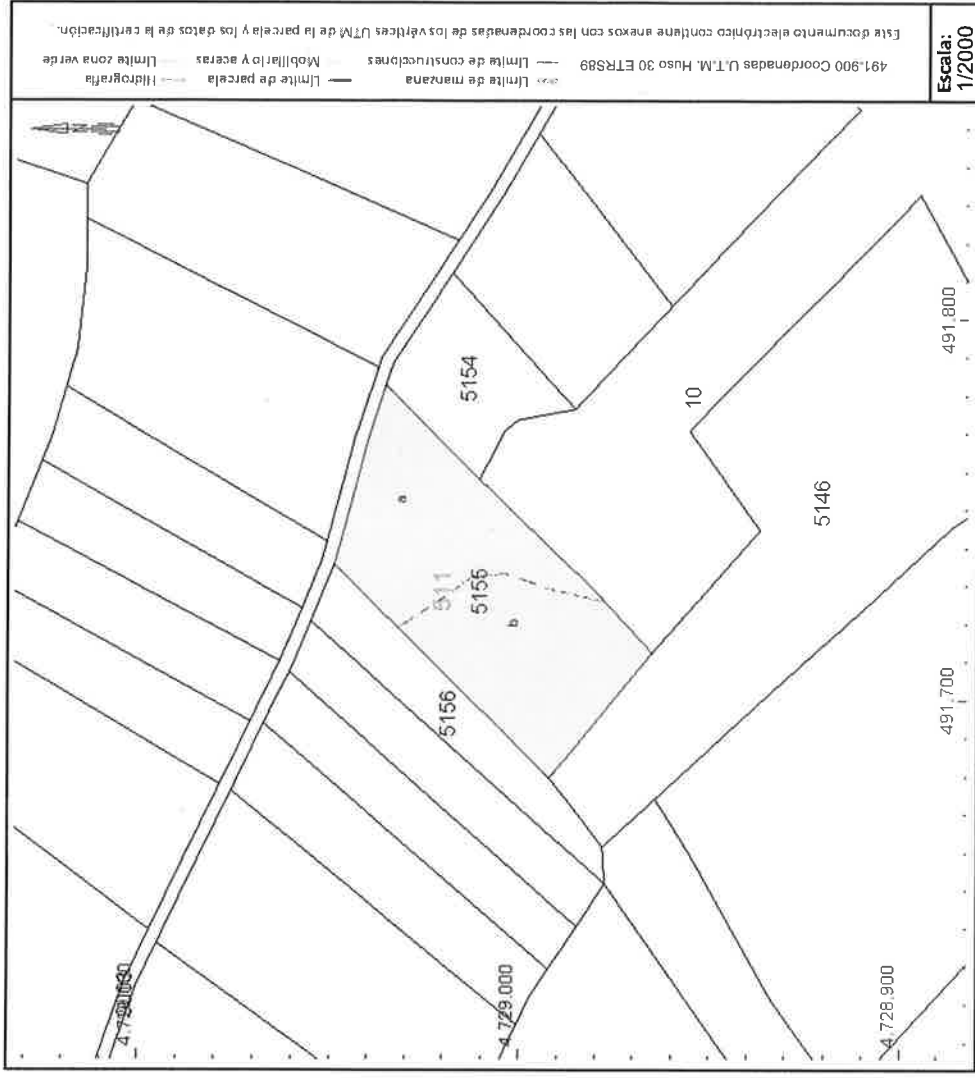 Este documento electrónico contiene anexos con las coordenadas de los vértices UTM de la parcela y los datos de la certificación.
491.900 Coordenadas U.T.M. Huso 30 ETRS89
Límite de manzana
Límite de construcciones
Límite de parcela
Mobiliario y aceras
Hidrografía
Límite zona verde
Escala:
1/2000
N
5154
a
511
5155
b
5156
10
5146
491.800
491.700
4.729.000
4.728.900